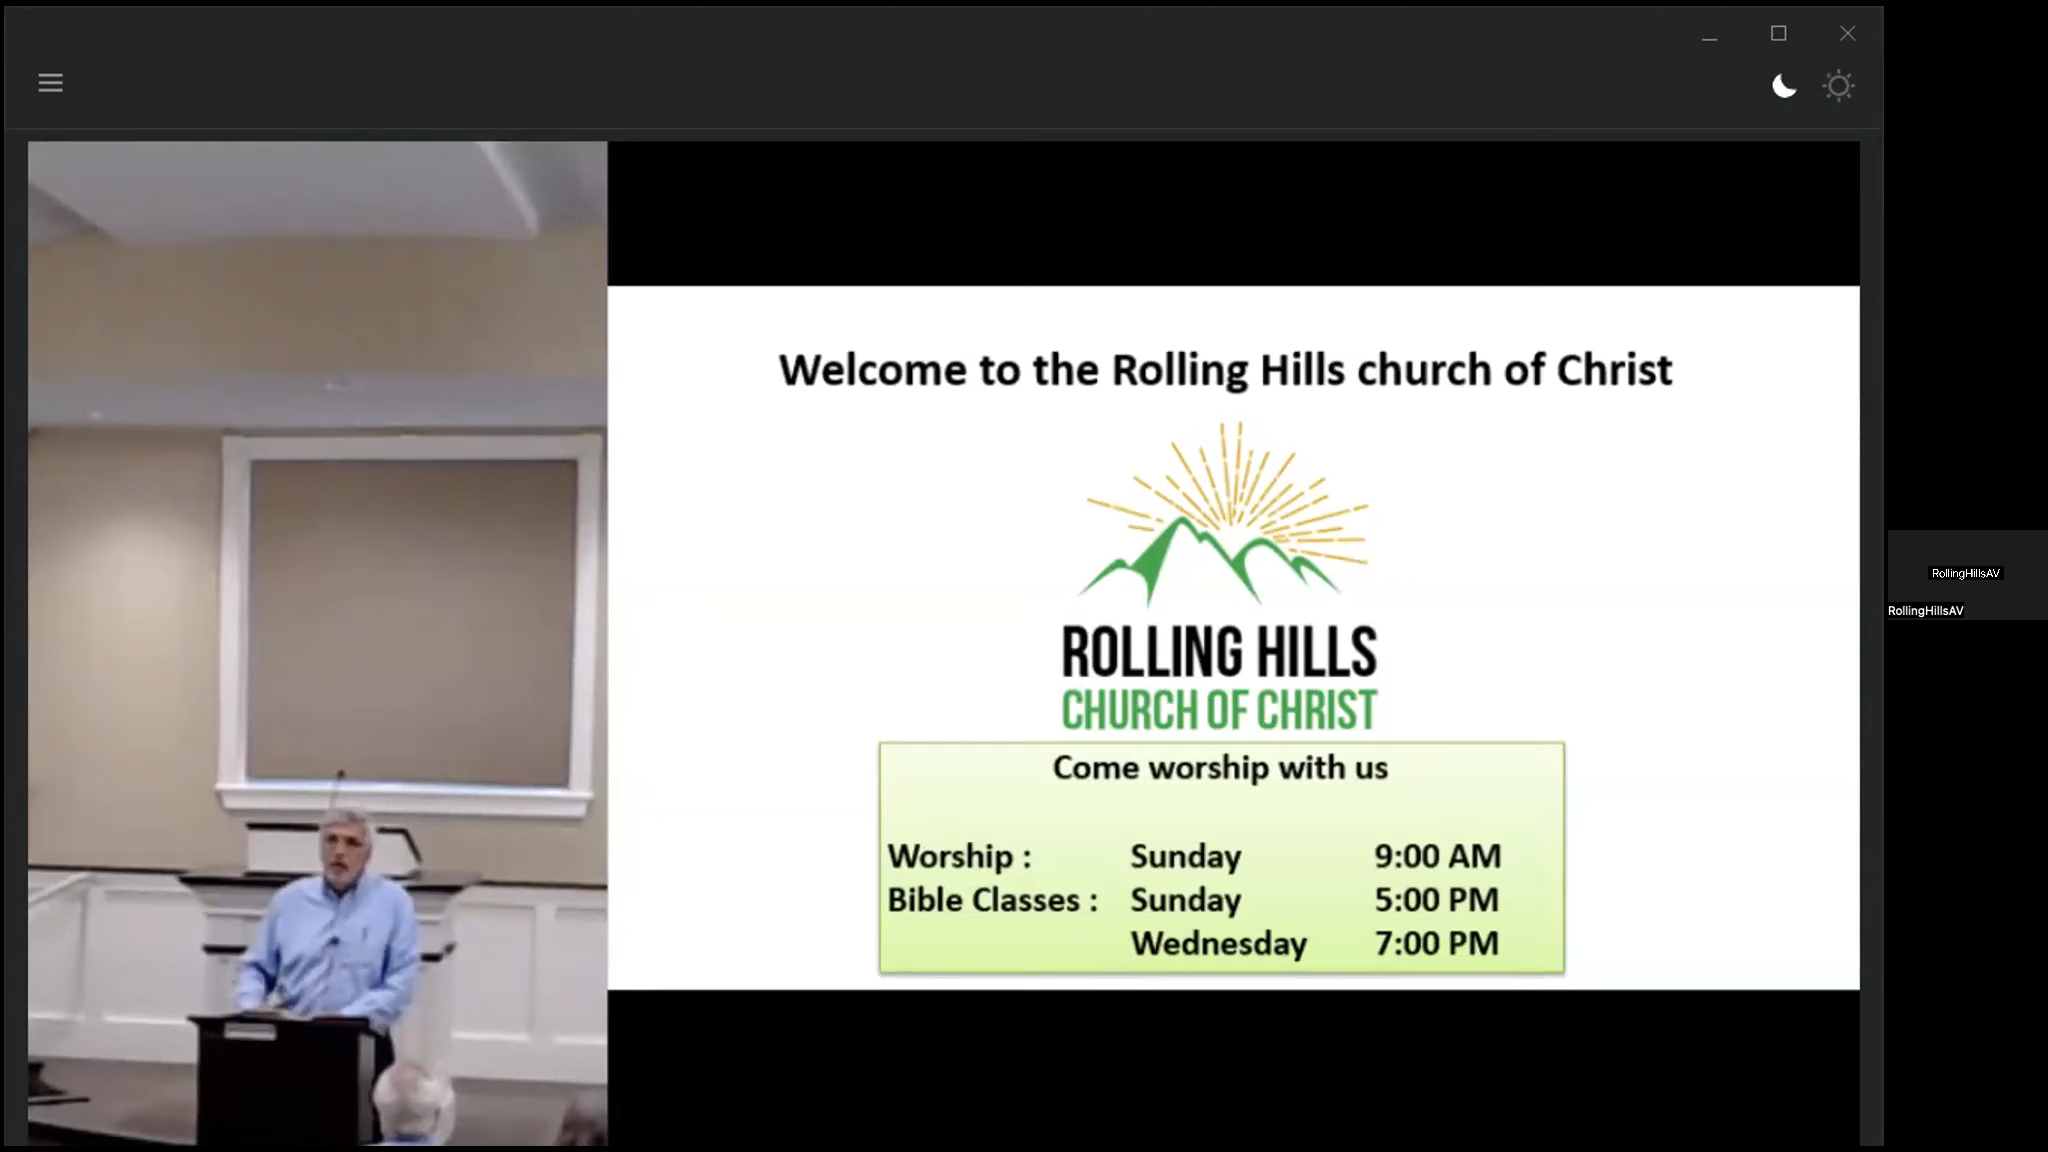 Welcome to the Rolling Hills church of Christ
ROLLING HILLS
CHURCH OF CHRIST
Come worship with us
Worship : Sunday 9:00 AM
Bible Classes : Sunday 5:00 PM
Wednesday 7:00 PM
RollingHillsAV
RollingHillsAV